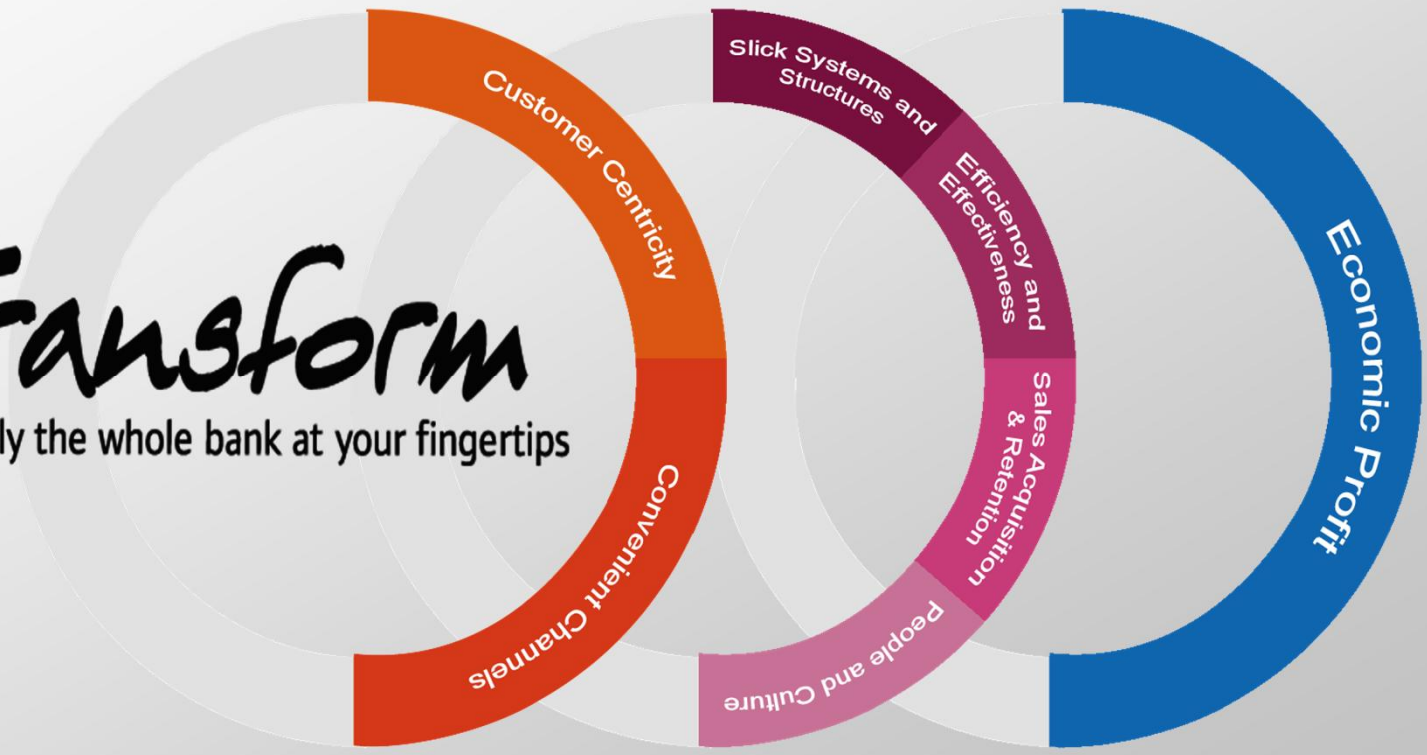 ransform
ly the whole bank at your fingertips
Customer Centricity
Convenient Channels
Slick Systems and
Structures
Efficiency and
Effectiveness
Sales Acquisition
& Retention
People and Culture
Economic Profit